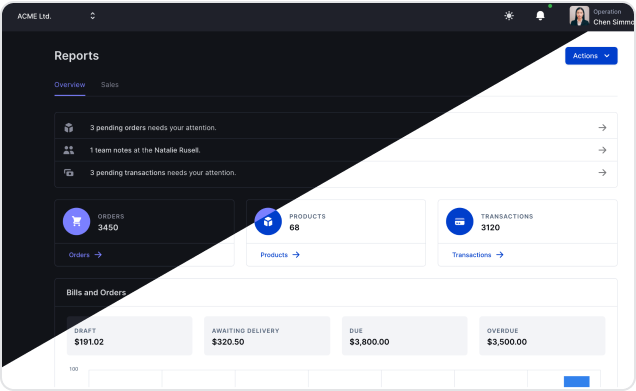 ACME Ltd.
Operation
Chen Simmo
Reports
Actions
Overview Sales
3 pending orders needs your attention.
1 team notes at the Natalie Rusell.
3 pending transactions needs your attention.
ORDERS
3450
Orders
PRODUCTS
68
Products
TRANSACTIONS
3120
Transactions
Bills and Orders
DRAFT
$191.02
AWAITING DELIVERY
$320.50
DUE
$3,800.00
OVERDUE
$3,500.00
100